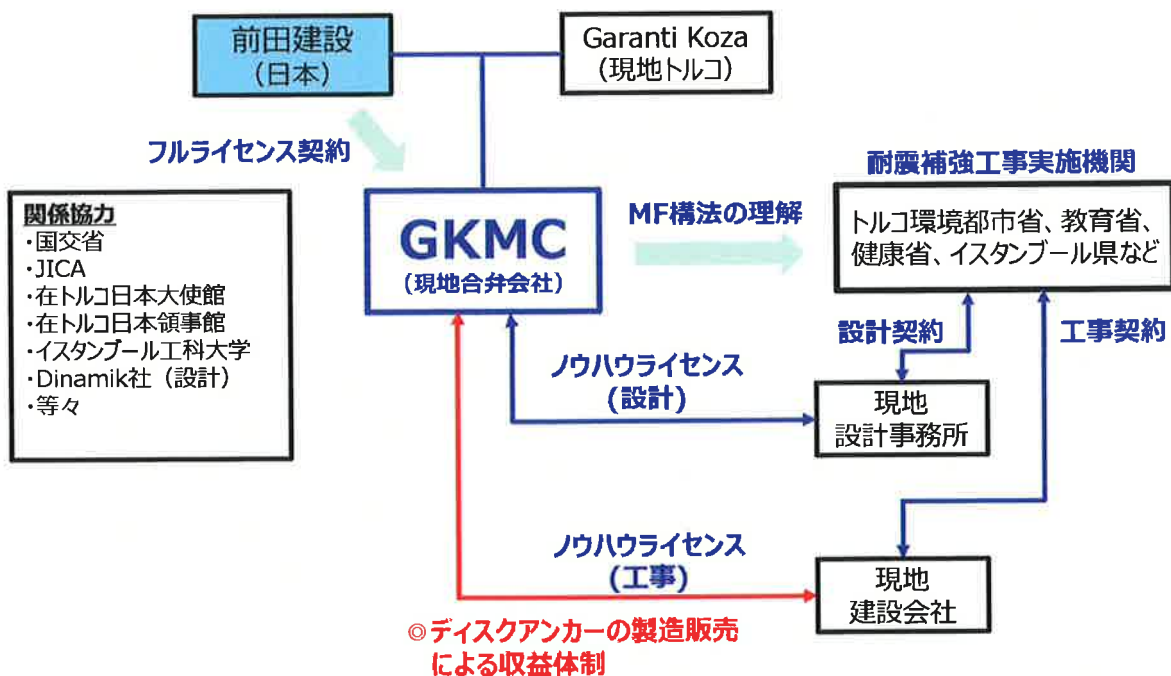 前田建設
（日本）
Garanti Koza
（現地トルコ）
フルライセンス契約
耐震補強工事実施機関
関係協力
・国交省
・JICA
・在トルコ日本大使館
・在トルコ日本領事館
・イスタンブール工科大学
・Dinamik社（設計）
・等々
GKMC
（現地合弁会社）
MF構法の理解
トルコ環境都市省、教育省、
健康省、イスタンブール県など
設計契約
工事契約
ノウハウライセンス
(設計)
現地
設計事務所
ノウハウライセンス
(工事)
現地
建設会社
◎ディスクアンカーの製造販売
による収益体制